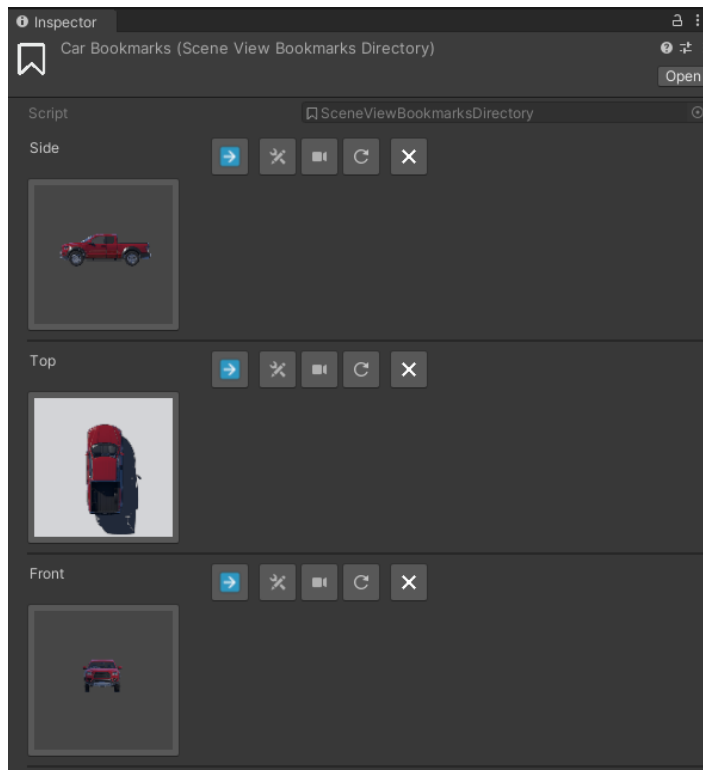 Inspector
Car Bookmarks (Scene View Bookmarks Directory)
Open
Script SceneViewBookmarksDirectory
Side
Top
Front